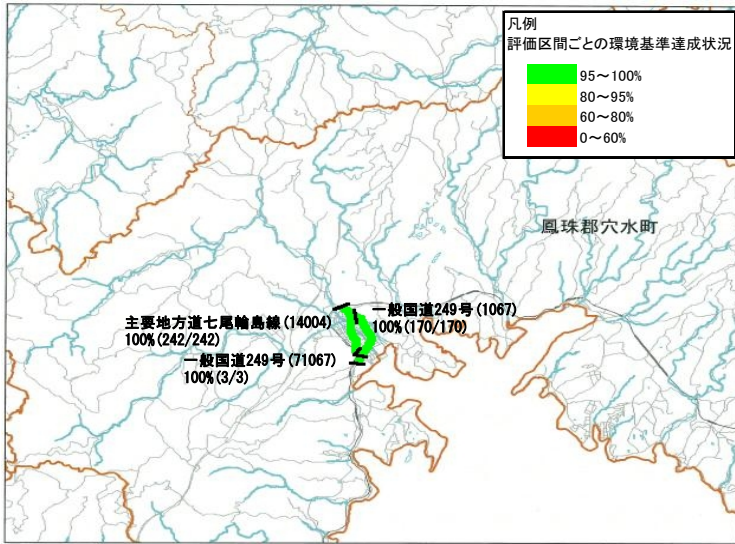 凡例
評価区間ごとの環境基準達成状況
95～100%
80～95%
60～80%
0～60%
鳳珠郡穴水町
一般国道249号(1067)
100%(170/170)
主要地方道七尾輪島線(14004)
100%(242/242)
一般国道249号(71067)
100%(3/3)